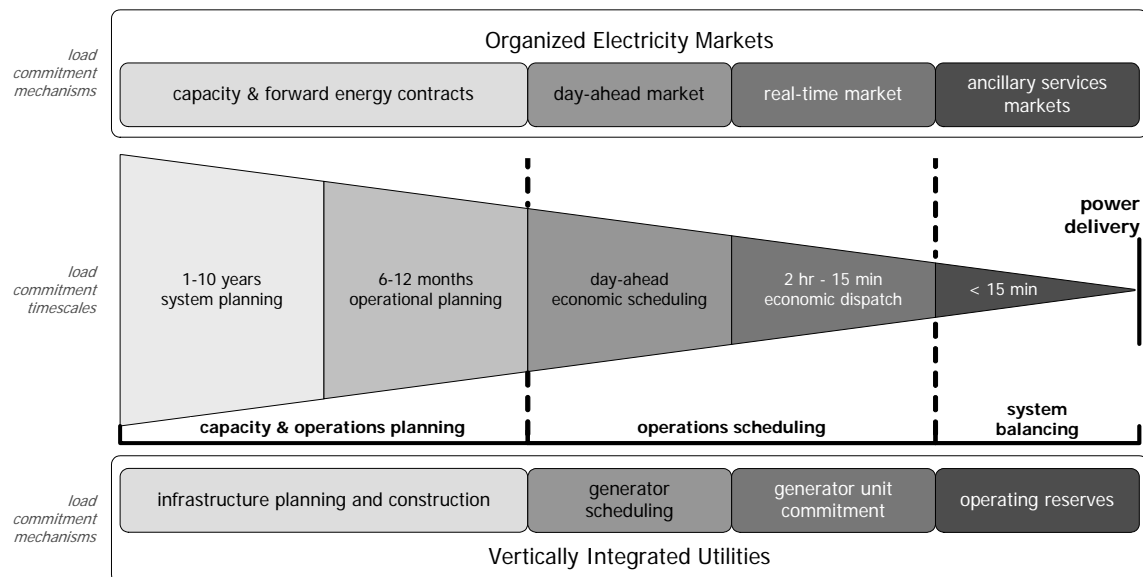 Organized Electricity Markets
load
commitment
mechanisms
capacity & forward energy contracts
day-ahead market
real-time market
ancillary services
markets
power
delivery
load
commitment
timescales
1-10 years
system planning
6-12 months
operational planning
day-ahead
economic scheduling
2 hr - 15 min
economic dispatch
< 15 min
capacity & operations planning
operations scheduling
system
balancing
load
commitment
mechanisms
infrastructure planning and construction
generator
scheduling
generator unit
commitment
operating reserves
Vertically Integrated Utilities